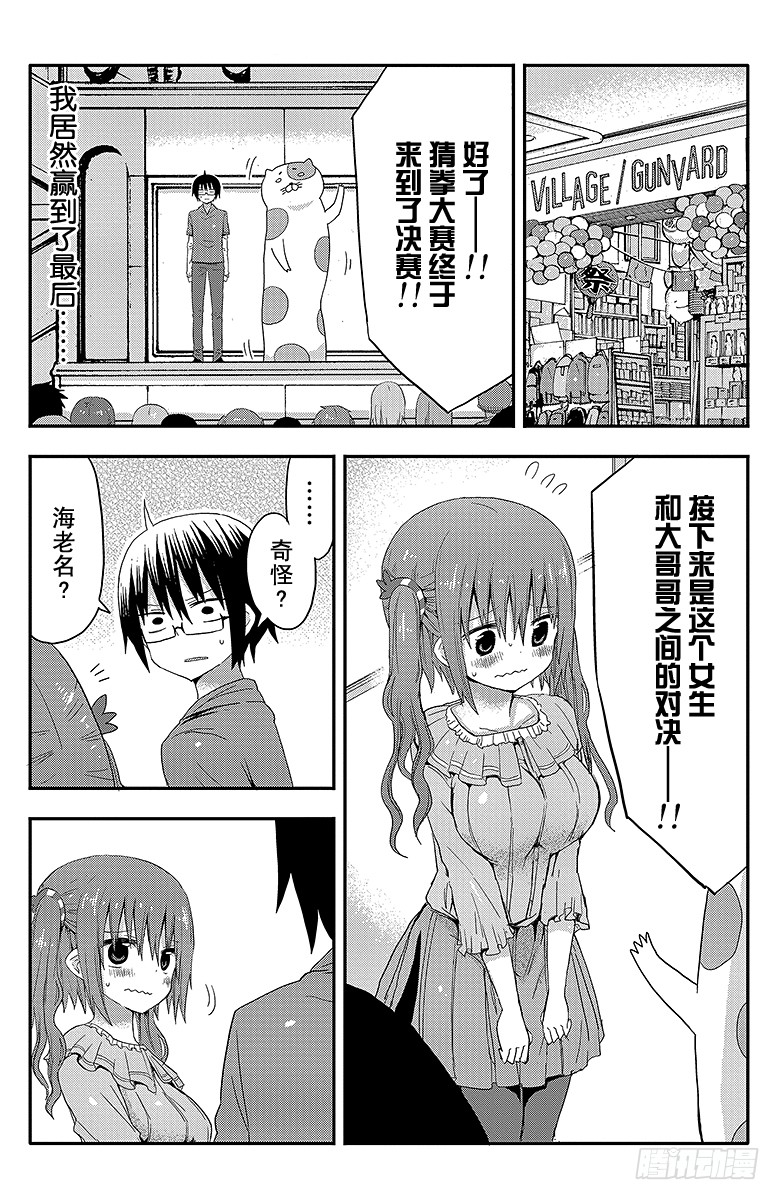 VILLAGE/GUNVARD
祭
好了——!!
猜拳大赛终于
来到了决赛!!
我居然赢到了最后……
接下来是这个女生
和大哥哥之间的对决——!!
……
奇怪？
海老名？
腾讯动漫